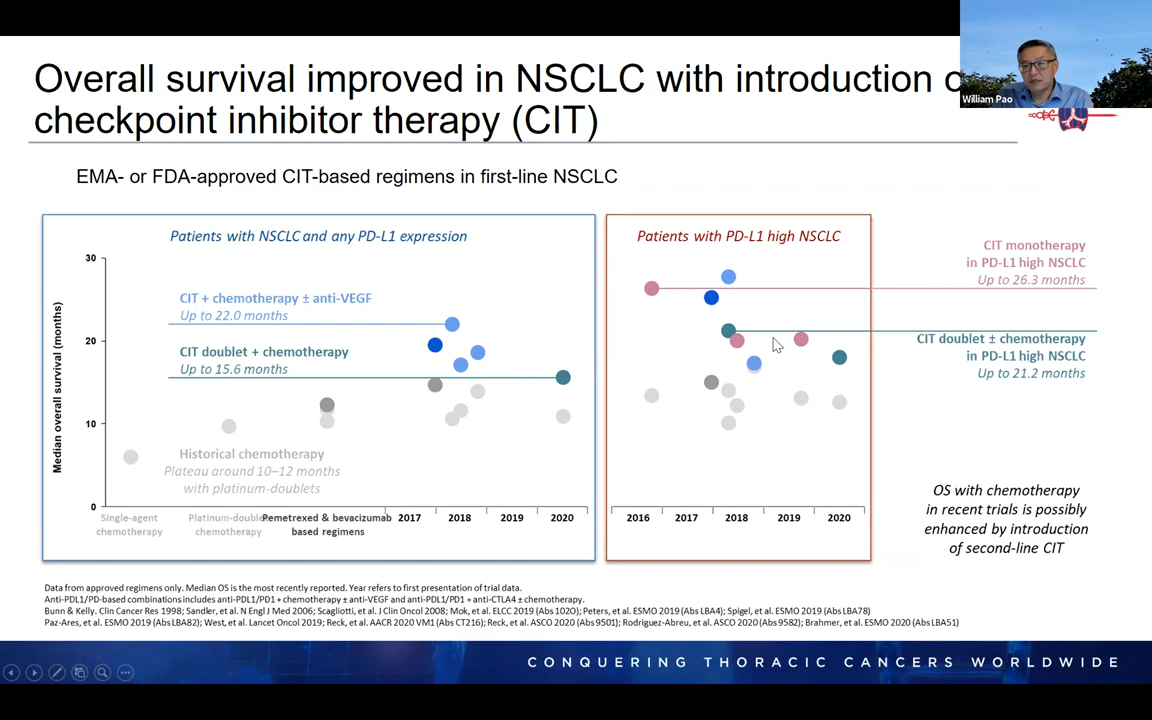 Overall survival improved in NSCLC with introduction
checkpoint inhibitor therapy (CIT)
William Pao
EMA- or FDA-approved CIT-based regimens in first-line NSCLC
Patients with NSCLC and any PD-L1 expression
Median overall survival (months)
30
20
10
0
CIT + chemotherapy ± anti-VEGF
Up to 22.0 months
CIT doublet + chemotherapy
Up to 15.6 months
Historical chemotherapy
Plateau around 10–12 months
with platinum-doublets
Single-agent
chemotherapy
Platinum-double
chemotherapy
Pemetrexed & bevacizumab
based regimens
2017 2018 2019 2020
Patients with PD-L1 high NSCLC
2016 2017 2018 2019 2020
CIT monotherapy
in PD-L1 high NSCLC
Up to 26.3 months
CIT doublet ± chemotherapy
in PD-L1 high NSCLC
Up to 21.2 months
OS with chemotherapy
in recent trials is possibly
enhanced by introduction
of second-line CIT
Data from approved regimens only. Median OS is the most recently reported. Year refers to first presentation of trial data.
Anti-PDL1/PD-based combinations includes anti-PDL1/PD1 + chemotherapy ± anti-VEGF and anti-PDL1/PD1 + anti-CTLA4 ± chemotherapy.
Bunn & Kelly. Clin Cancer Res 1998; Sandler, et al. N Engl J Med 2006; Scagliotti, et al. J Clin Oncol 2008; Mok, et al. ELCC 2019 (Abs 102O); Peters, et al. ESMO 2019 (Abs LBA4); Spigel, et al. ESMO 2019 (Abs LBA78)
Paz-Ares, et al. ESMO 2019 (Abs LBA82); West, et al. Lancet Oncol 2019; Reck, et al. AACR 2020 VM1 (Abs CT216); Reck, et al. ASCO 2020 (Abs 9501); Rodriguez-Abreu, et al. ASCO 2020 (Abs 9582); Brahmer, et al. ESMO 2020 (Abs LBA51)
CONQUERING THORACIC CANCERS WORLDWIDE